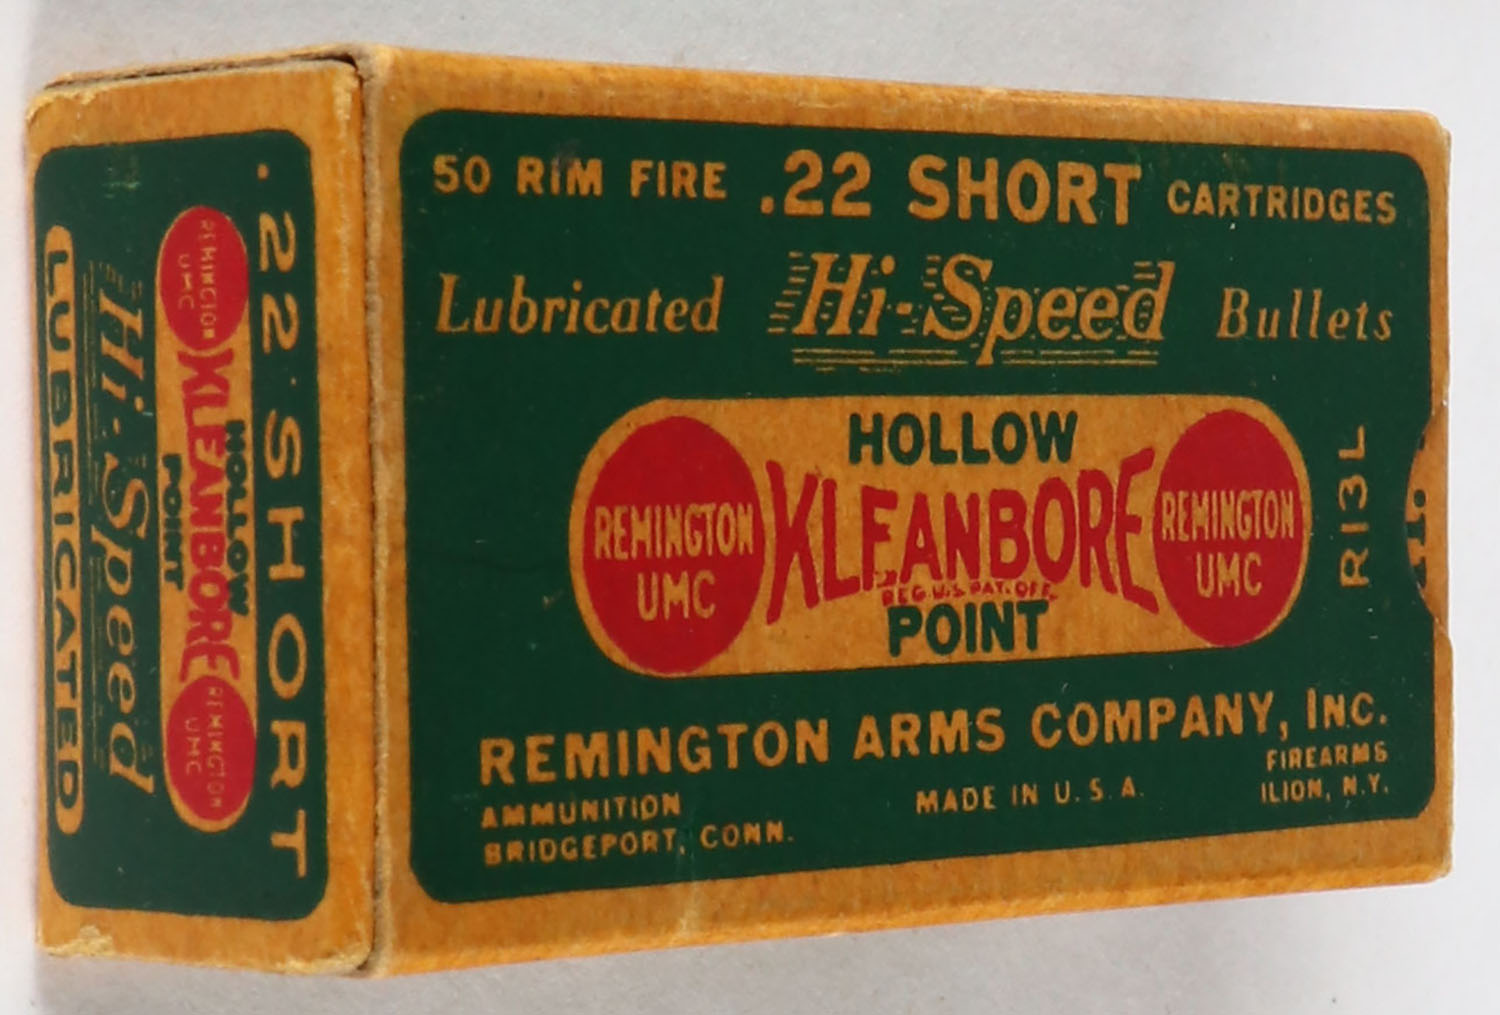 50 RIM FIRE .22 SHORT CARTRIDGES
Lubricated Hi-Speed Bullets
HOLLOW
REMINGTON UMC KLEANBORE REMINGTON UMC
REG. U.S. PAT. OFF.
POINT
R13L
REMINGTON ARMS COMPANY, INC.
AMMUNITION
BRIDGEPORT, CONN.
MADE IN U.S.A.
FIREARMS
ILION, N.Y.
.22 SHORT
HOLLOW
REMINGTON UMC KLEANBORE REMINGTON UMC
POINT
Hi-Speed
LUBRICATED